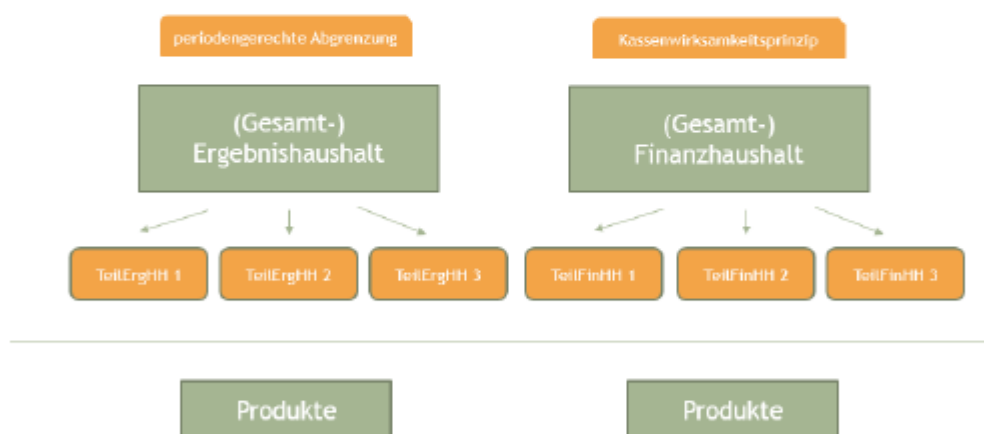 periodengerechte Abgrenzung
Kassenwirksamkeitsprinzip
(Gesamt-)
Ergebnishaushalt
(Gesamt-)
Finanzhaushalt
TeilErgHH 1
TeilErgHH 2
TeilErgHH 3
TeilFinHH 1
TeilFinHH 2
TeilFinHH 3
Produkte
Produkte